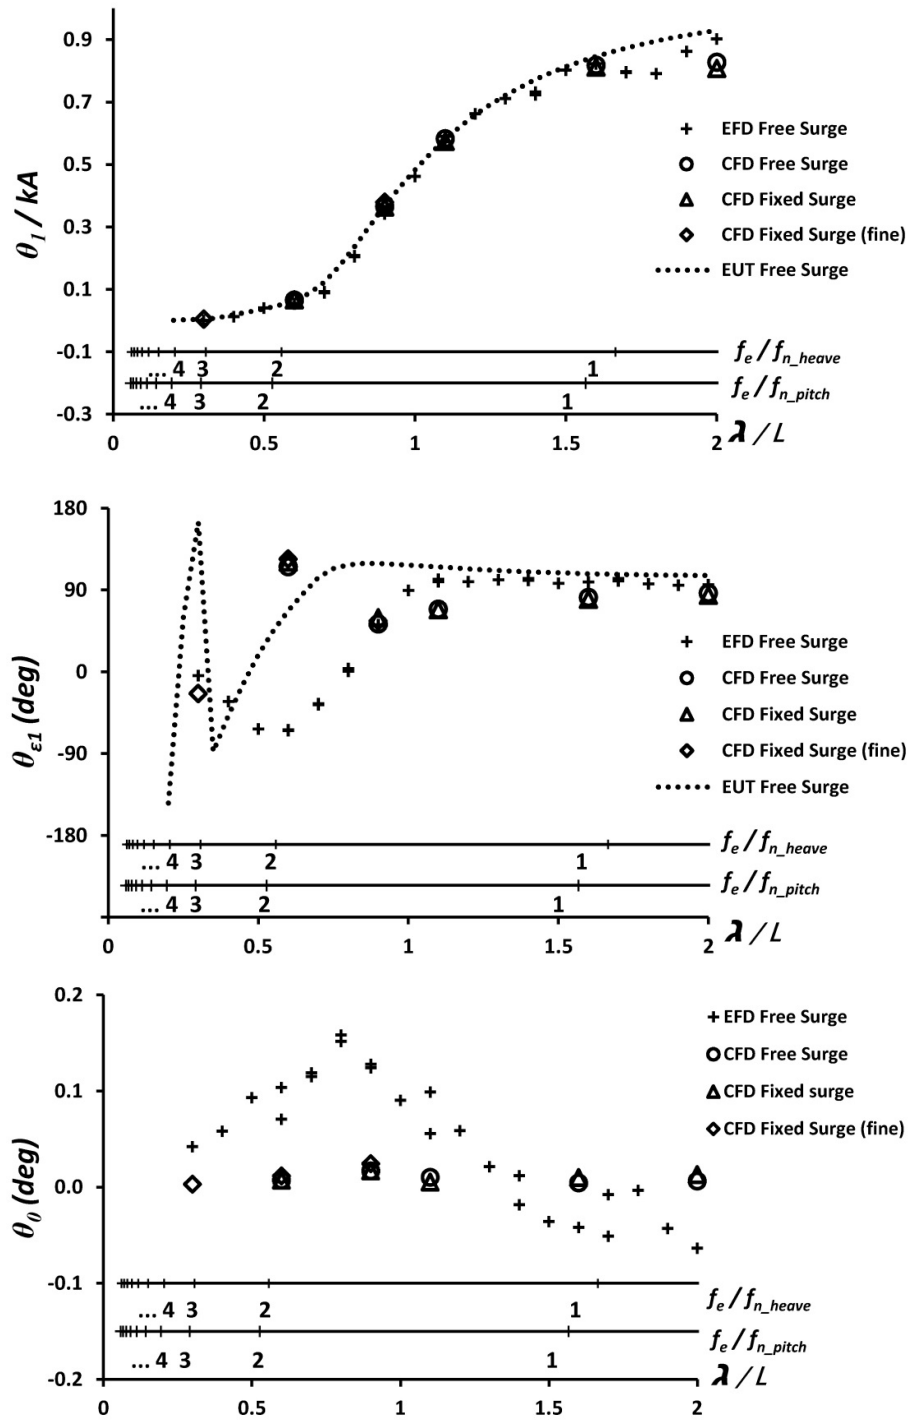 θ1 / kA
0.9
0.7
0.5
0.3
0.1
-0.1
-0.3
EFD Free Surge
CFD Free Surge
CFD Fixed Surge
CFD Fixed Surge (fine)
EUT Free Surge
... 4 3 2 1 fe / fn_heave
... 4 3 2 1 fe / fn_pitch
0 0.5 1 1.5 2 λ / L
θε1 (deg)
180
90
0
-90
-180
EFD Free Surge
CFD Free Surge
CFD Fixed Surge
CFD Fixed Surge (fine)
EUT Free Surge
... 4 3 2 1 fe / fn_heave
... 4 3 2 1 fe / fn_pitch
0 0.5 1 1.5 2 λ / L
θ0 (deg)
0.2
0.1
0.0
-0.1
-0.2
EFD Free Surge
CFD Free Surge
CFD Fixed surge
CFD Fixed Surge (fine)
... 4 3 2 1 fe / fn_heave
... 4 3 2 1 fe / fn_pitch
0 0.5 1 1.5 2 λ / L